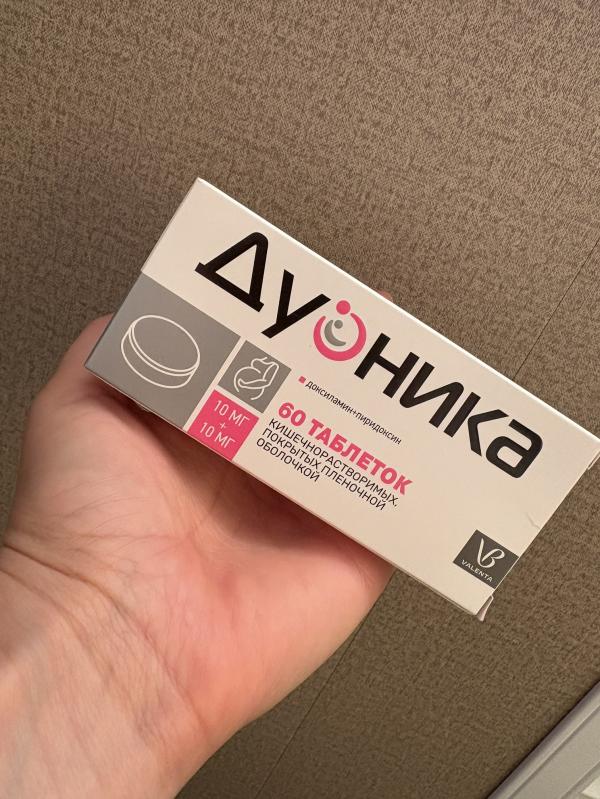 ДУОНИКА
доксиламин+пиридоксин
10 МГ
+
10 МГ
60 ТАБЛЕТОК
КИШЕЧНОРАСТВОРИМЫХ,
ПОКРЫТЫХ ПЛЕНОЧНОЙ
ОБОЛОЧКОЙ
VALENTA